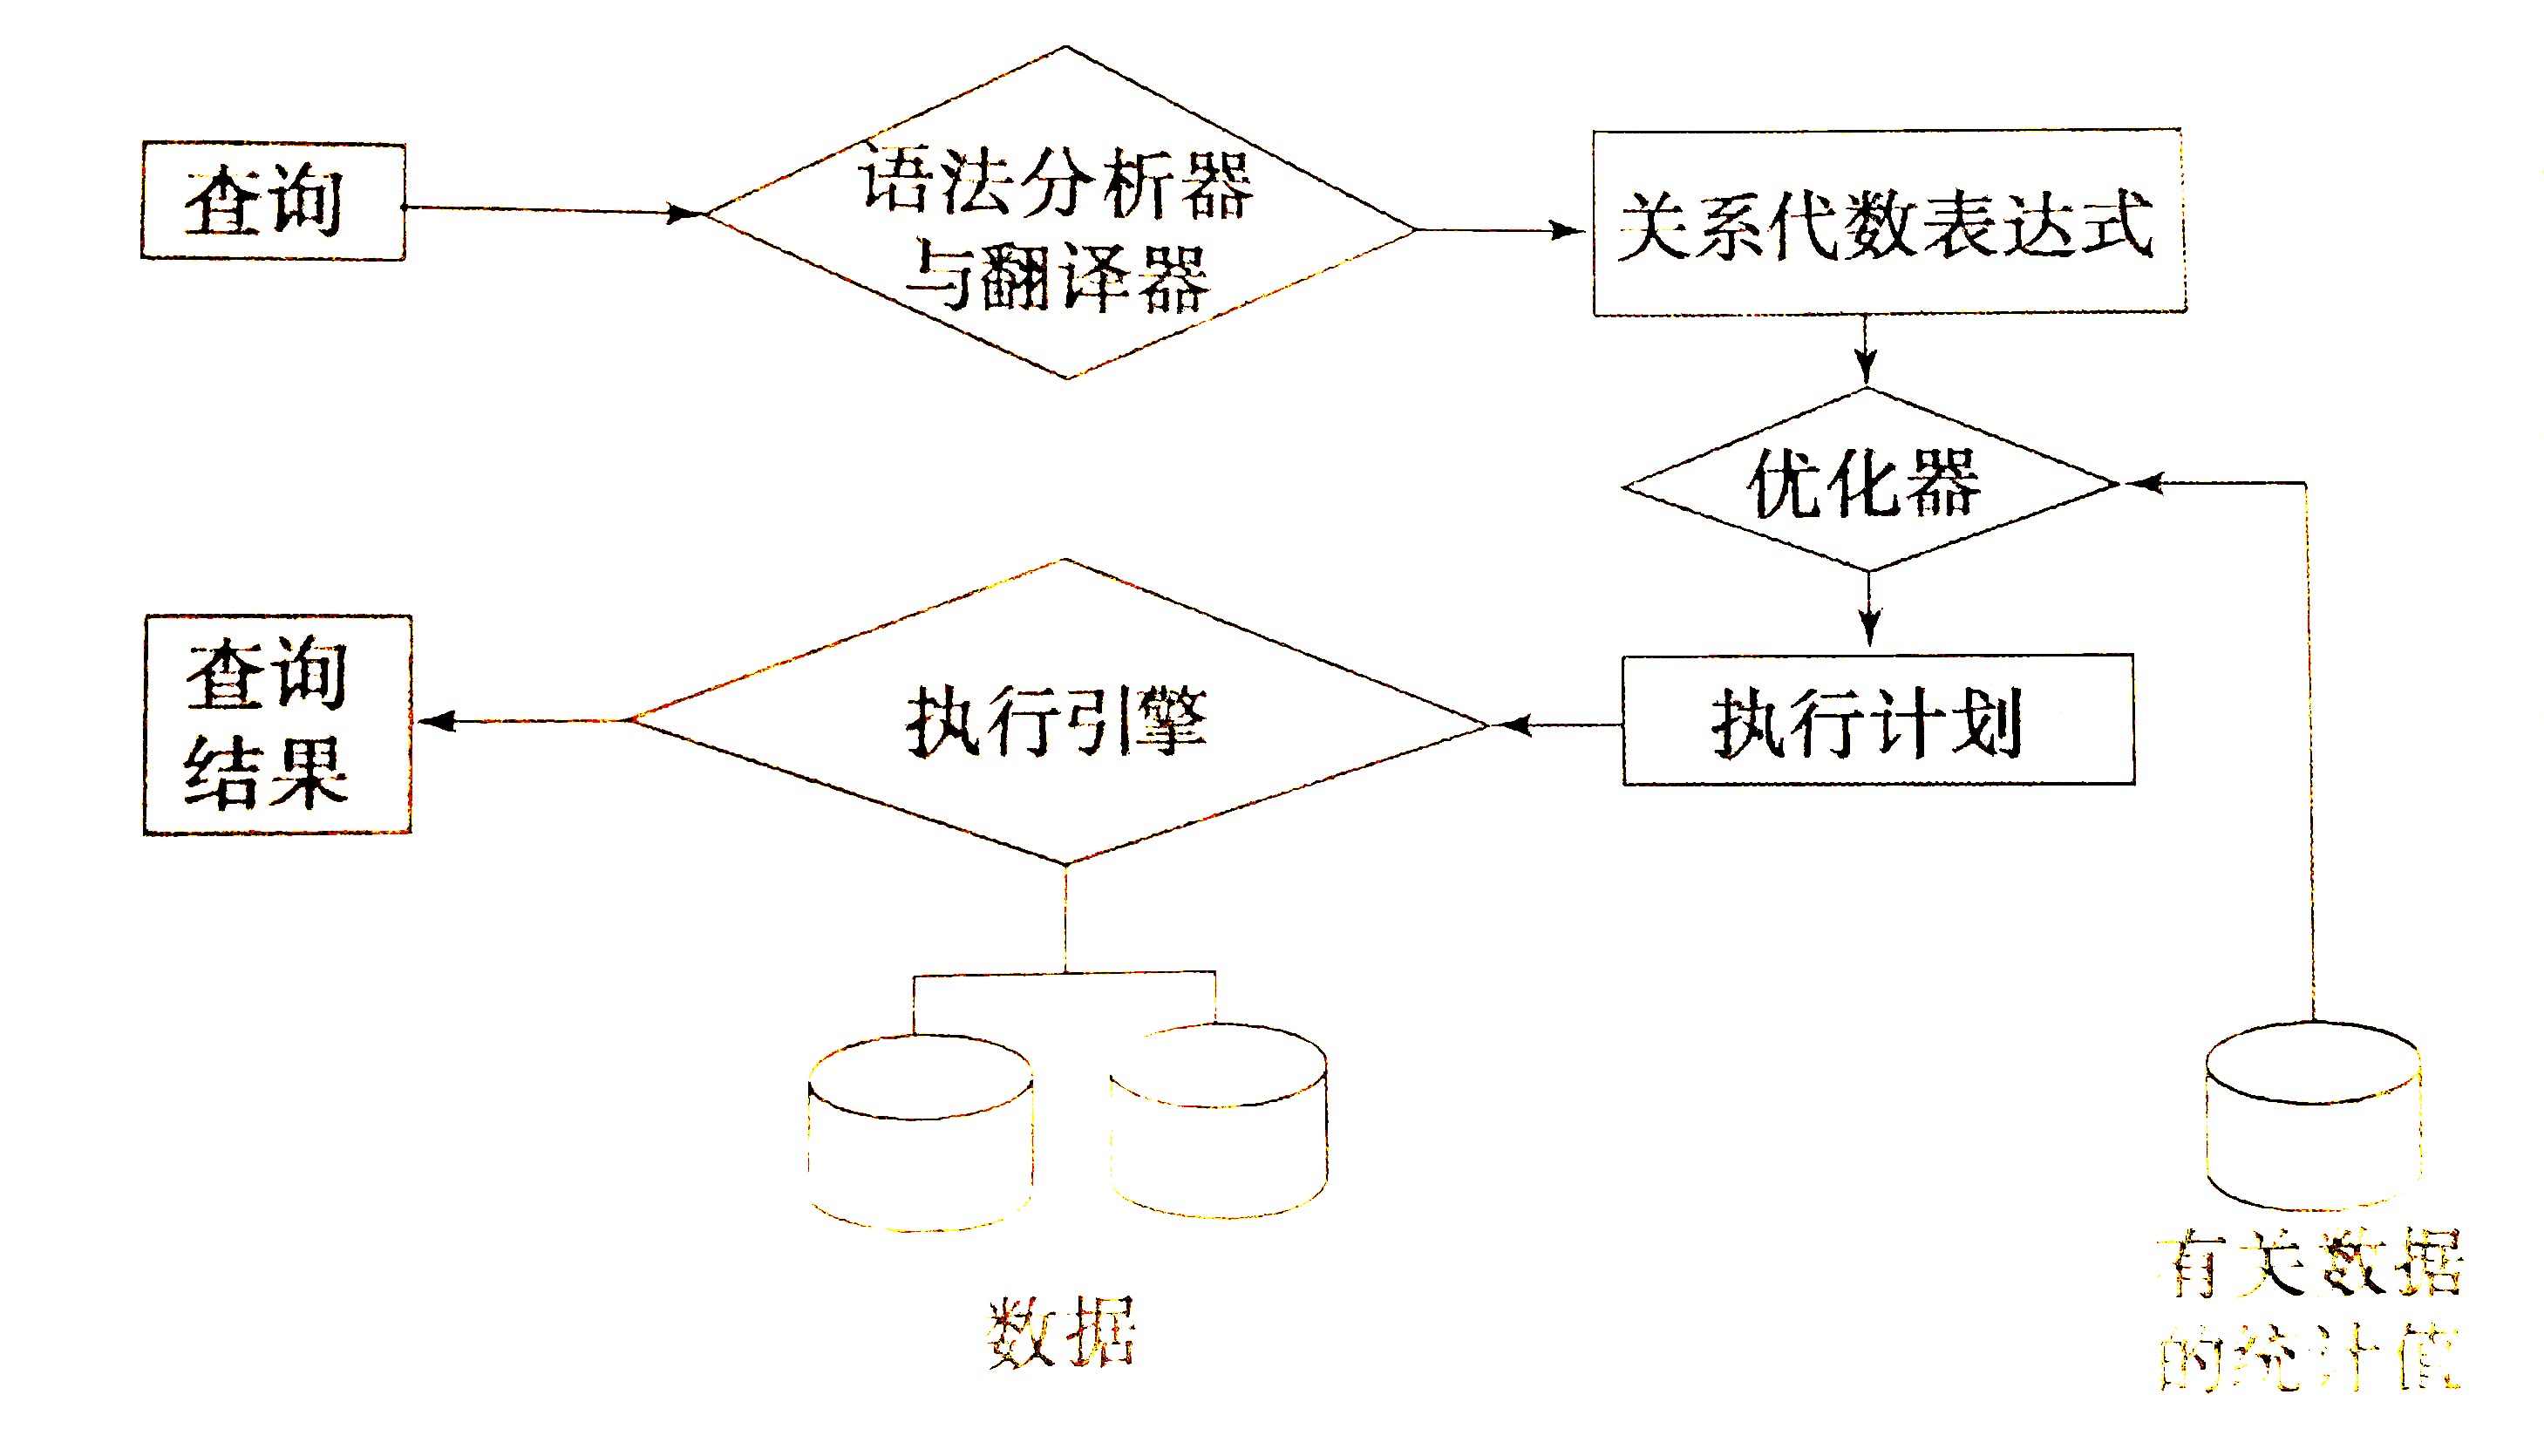 查询
语法分析器
与翻译器
关系代数表达式
优化器
查询
结果
执行引擎
执行计划
数据
有关数据
的统计值